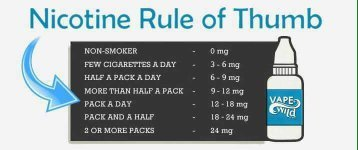 Nicotine Rule of Thumb
NON-SMOKER - 0 mg
FEW CIGARETTES A DAY - 3 - 6 mg
HALF A PACK A DAY - 6 - 9 mg
MORE THAN HALF A PACK - 9 - 12 mg
PACK A DAY - 12 - 18 mg
PACK AND A HALF - 18 - 24 mg
2 OR MORE PACKS - 24 mg
VAPE
Wild